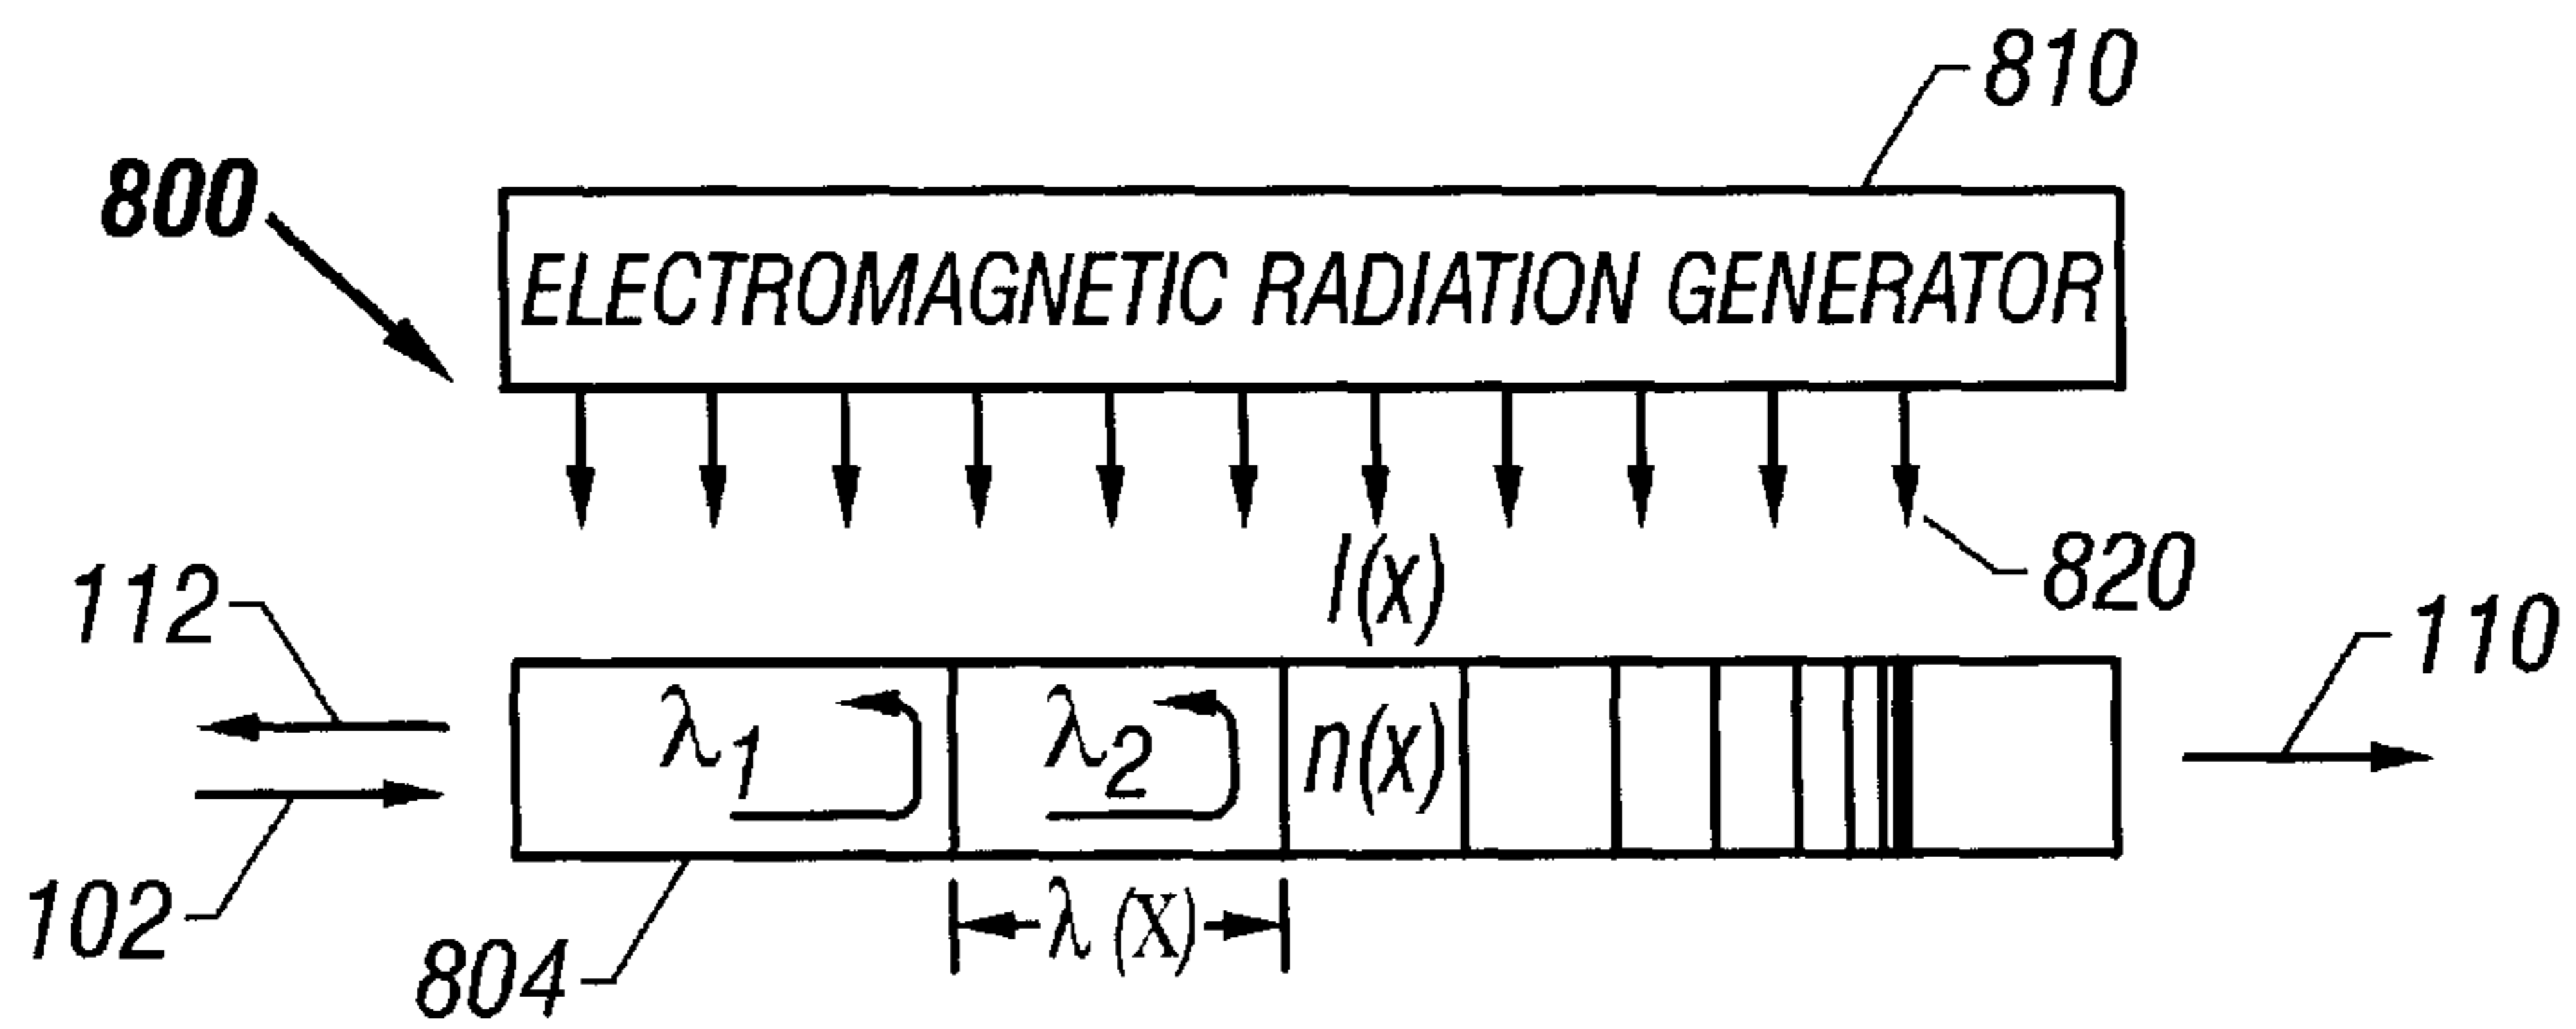 810
800
ELECTROMAGNETIC RADIATION GENERATOR
I(x)
820
112
110
λ1
λ2
n(x)
102
804
λ (X)